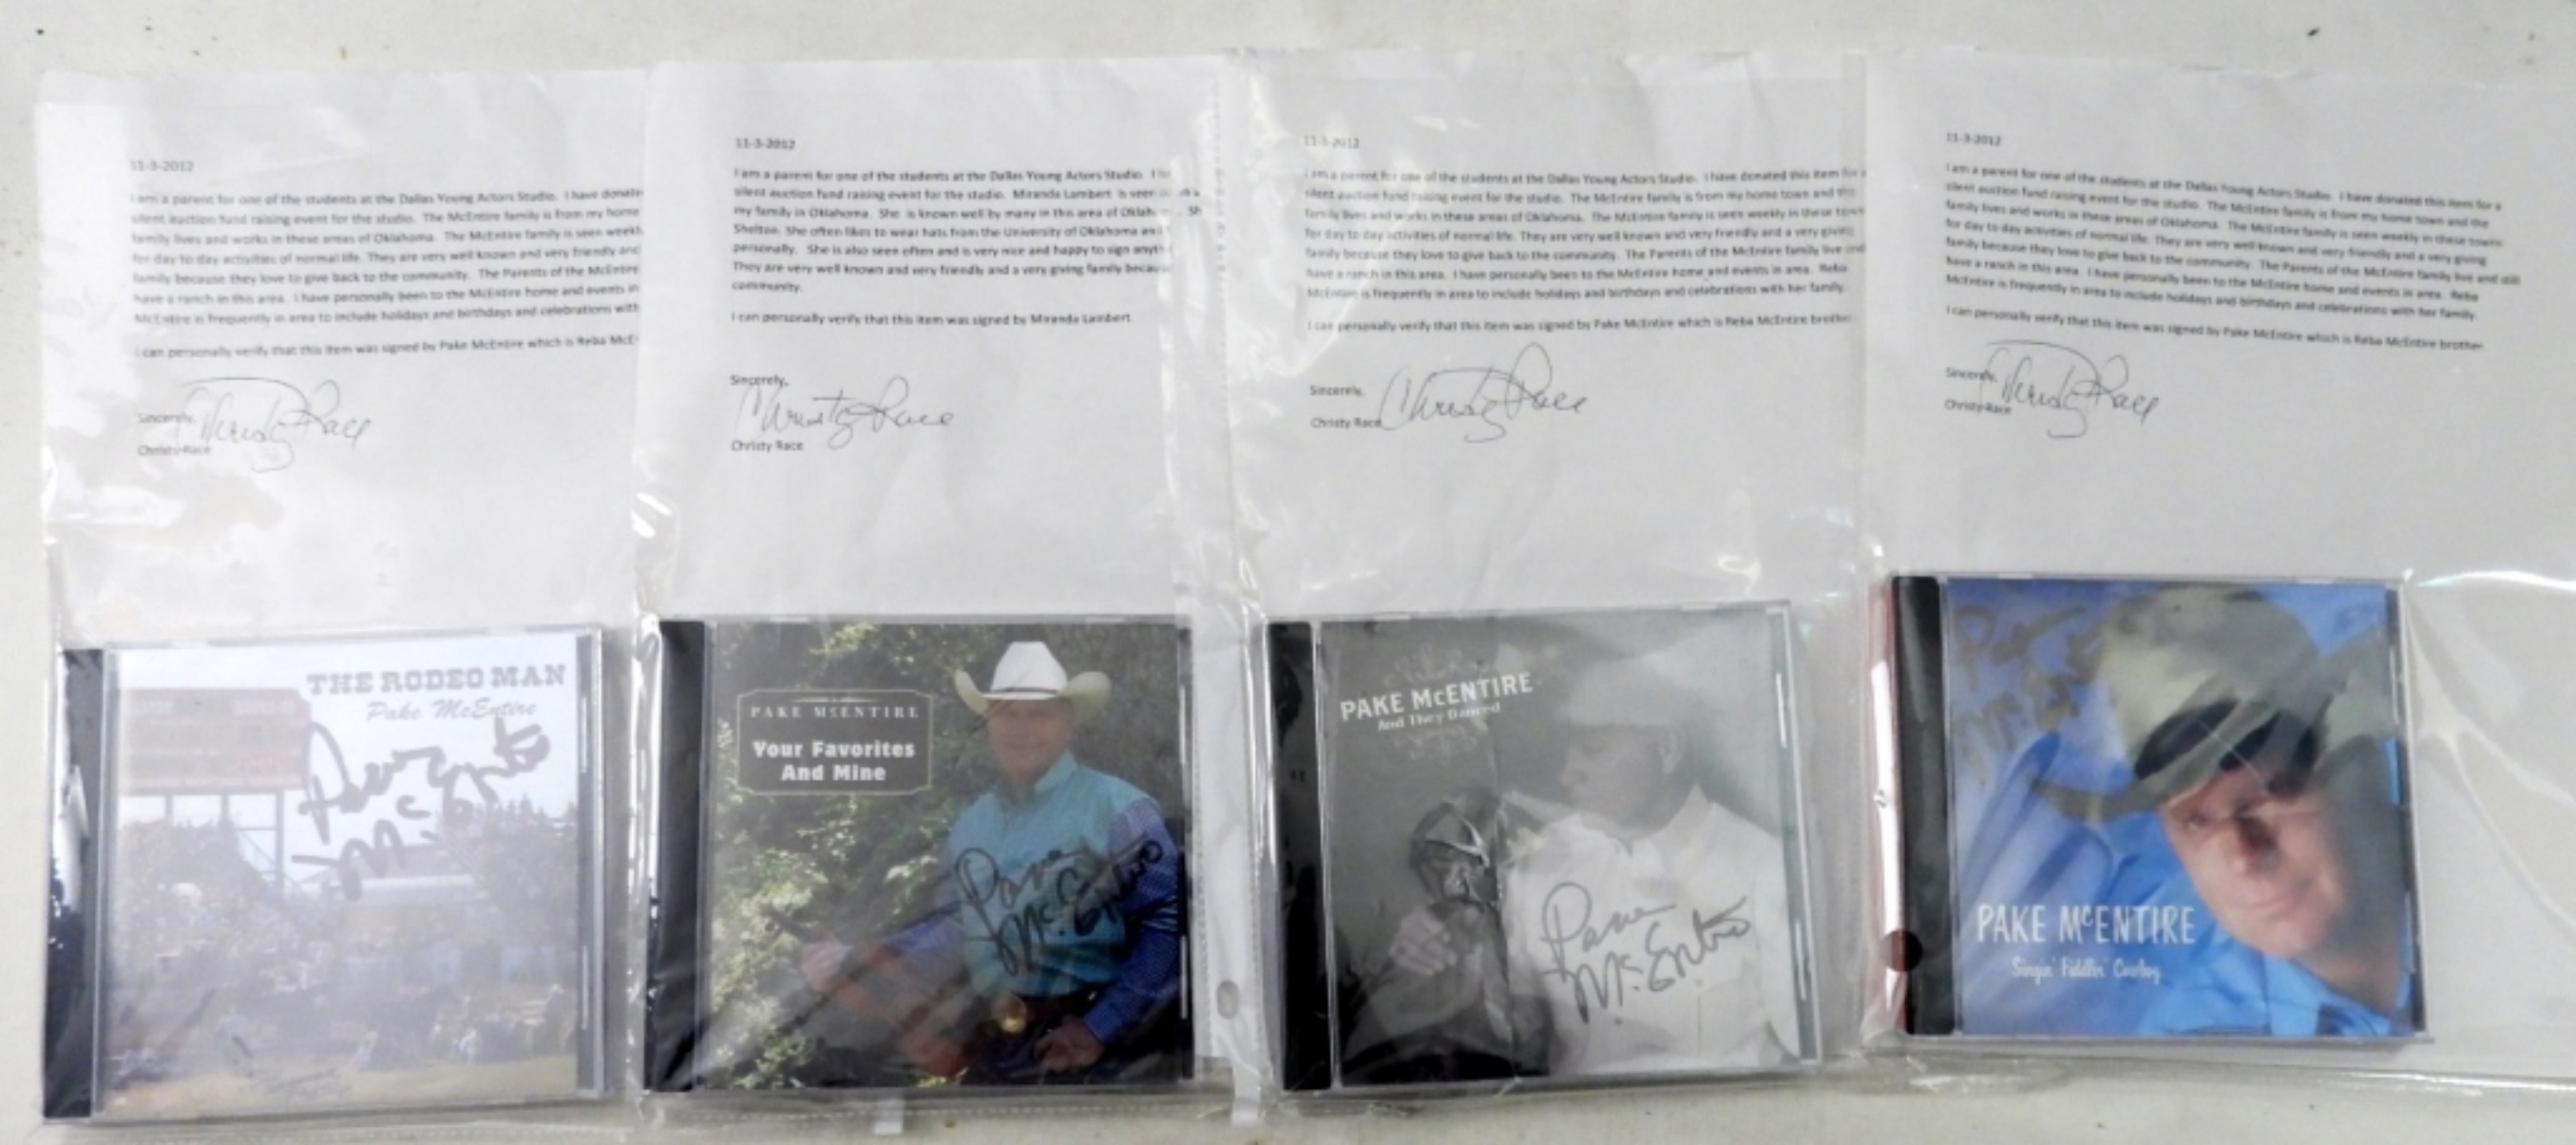 11-3-2012
I am a parent for one of the students at the Dallas Young Actors Studio. I have donate
silent auction fund raising event for the studio. The McEntire family is from my home
family lives and works in these areas of Oklahoma. The McEntire family is seen weekl
for day to day activities of normal life. They are very well known and very friendly and
family because they love to give back to the community. The Parents of the McEntire
have a ranch in this area. I have personally been to the McEntire home and events in
McEntire is frequently in area to include holidays and birthdays and celebrations with
I can personally verify that this item was signed by Pake McEntire which is Reba McE
Sincerely,
Christy Race
Christy Race
THE RODEO MAN
Pake McEntire
Pake
McEntire
11-3-2012
I am a parent for one of the students at the Dallas Young Actors Studio. I
silent auction fund raising event for the studio. Miranda Lambert is seen
my family in Oklahoma. She is known well by many in this area of Oklah
Shelton. She often likes to wear hats from the University of Oklahoma and
personally. She is also seen often and is very nice and happy to sign anyth
They are very well known and very friendly and a very giving family becau
community.
I can personally verify that this item was signed by Miranda Lambert.
Sincerely,
Christy Race
Christy Race
PAKE McENTIRE
Your Favorites
And Mine
Pake
McEntire
11-3-2012
I am a parent for one of the students at the Dallas Young Actors Studio. I have donated this item for a
silent auction fund raising event for the studio. The McEntire family is from my home town and the
family lives and works in these areas of Oklahoma. The McEntire family is seen weekly in these town
for day to day activities of normal life. They are very well known and very friendly and a very giving
family because they love to give back to the community. The Parents of the McEntire family live and
have a ranch in this area. I have personally been to the McEntire home and events in area. Reba
McEntire is frequently in area to include holidays and birthdays and celebrations with her family.
I can personally verify that this item was signed by Pake McEntire which is Reba McEntire brother.
Sincerely,
Christy Race
Christy Race
PAKE McENTIRE
And They Danced
Pake
McEntire
11-3-2012
I am a parent for one of the students at the Dallas Young Actors Studio. I have donated this item for a
silent auction fund raising event for the studio. The McEntire family is from my home town and the
family lives and works in these areas of Oklahoma. The McEntire family is seen weekly in these towns
for day to day activities of normal life. They are very well known and very friendly and a very giving
family because they love to give back to the community. The Parents of the McEntire family live and still
have a ranch in this area. I have personally been to the McEntire home and events in area. Reba
McEntire is frequently in area to include holidays and birthdays and celebrations with her family.
I can personally verify that this item was signed by Pake McEntire which is Reba McEntire brother.
Sincerely,
Christy Race
Christy Race
Pake
McEntire
PAKE McENTIRE
Singin' Fiddlin' Cowboy